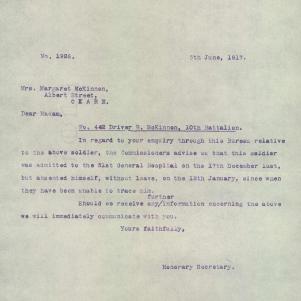 No. 1936.
5th June, 1917.
Mrs. Margaret McKinnon,
Albert Street,
Dear Madam,
No. 442 Driver R. McKinnon, 10th Battalion.
In regard to your enquiry through this Bureau relative
to the above soldier, the Commissioners advise us that this soldier
was admitted to the 51st General Hospital on the 17th December last,
but absented himself, without leave, on the 12th January, since when
they have been unable to trace him.
further
Should we receive any/information concerning the above
we will immediately communicate with you.
Yours faithfully,
Honorary Secretary.